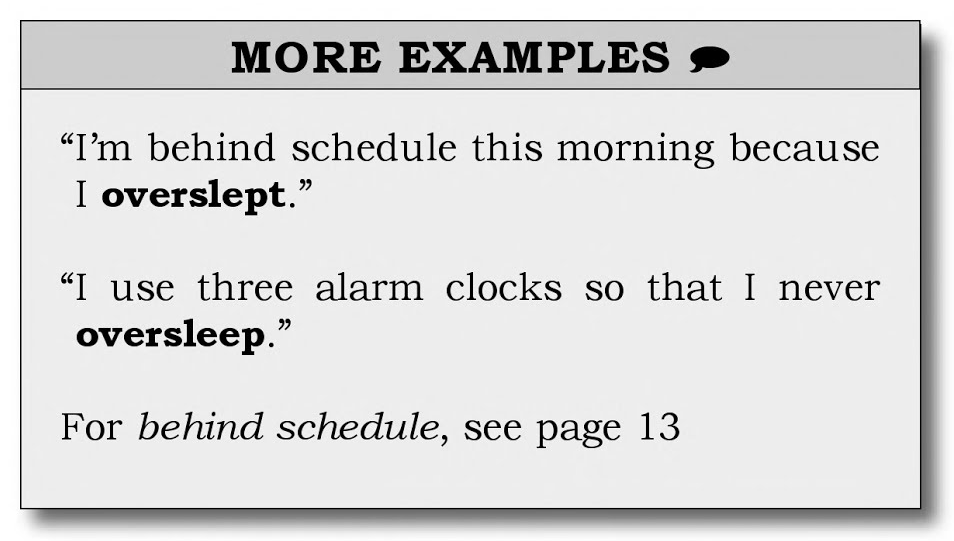 MORE EXAMPLES
“I’m behind schedule this morning because
I overslept.”
“I use three alarm clocks so that I never
oversleep.”
For behind schedule, see page 13